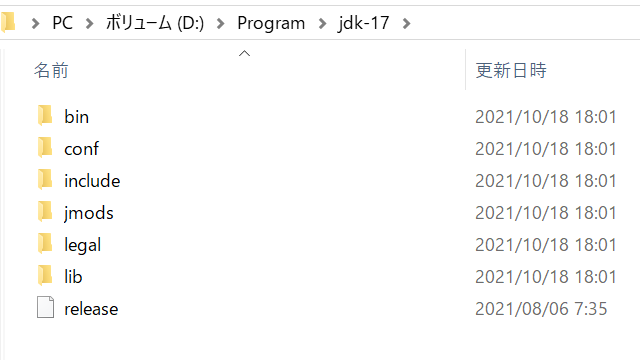 PC ボリューム (D:) Program jdk-17
名前 更新日時
bin 2021/10/18 18:01
conf 2021/10/18 18:01
include 2021/10/18 18:01
jmods 2021/10/18 18:01
legal 2021/10/18 18:01
lib 2021/10/18 18:01
release 2021/08/06 7:35